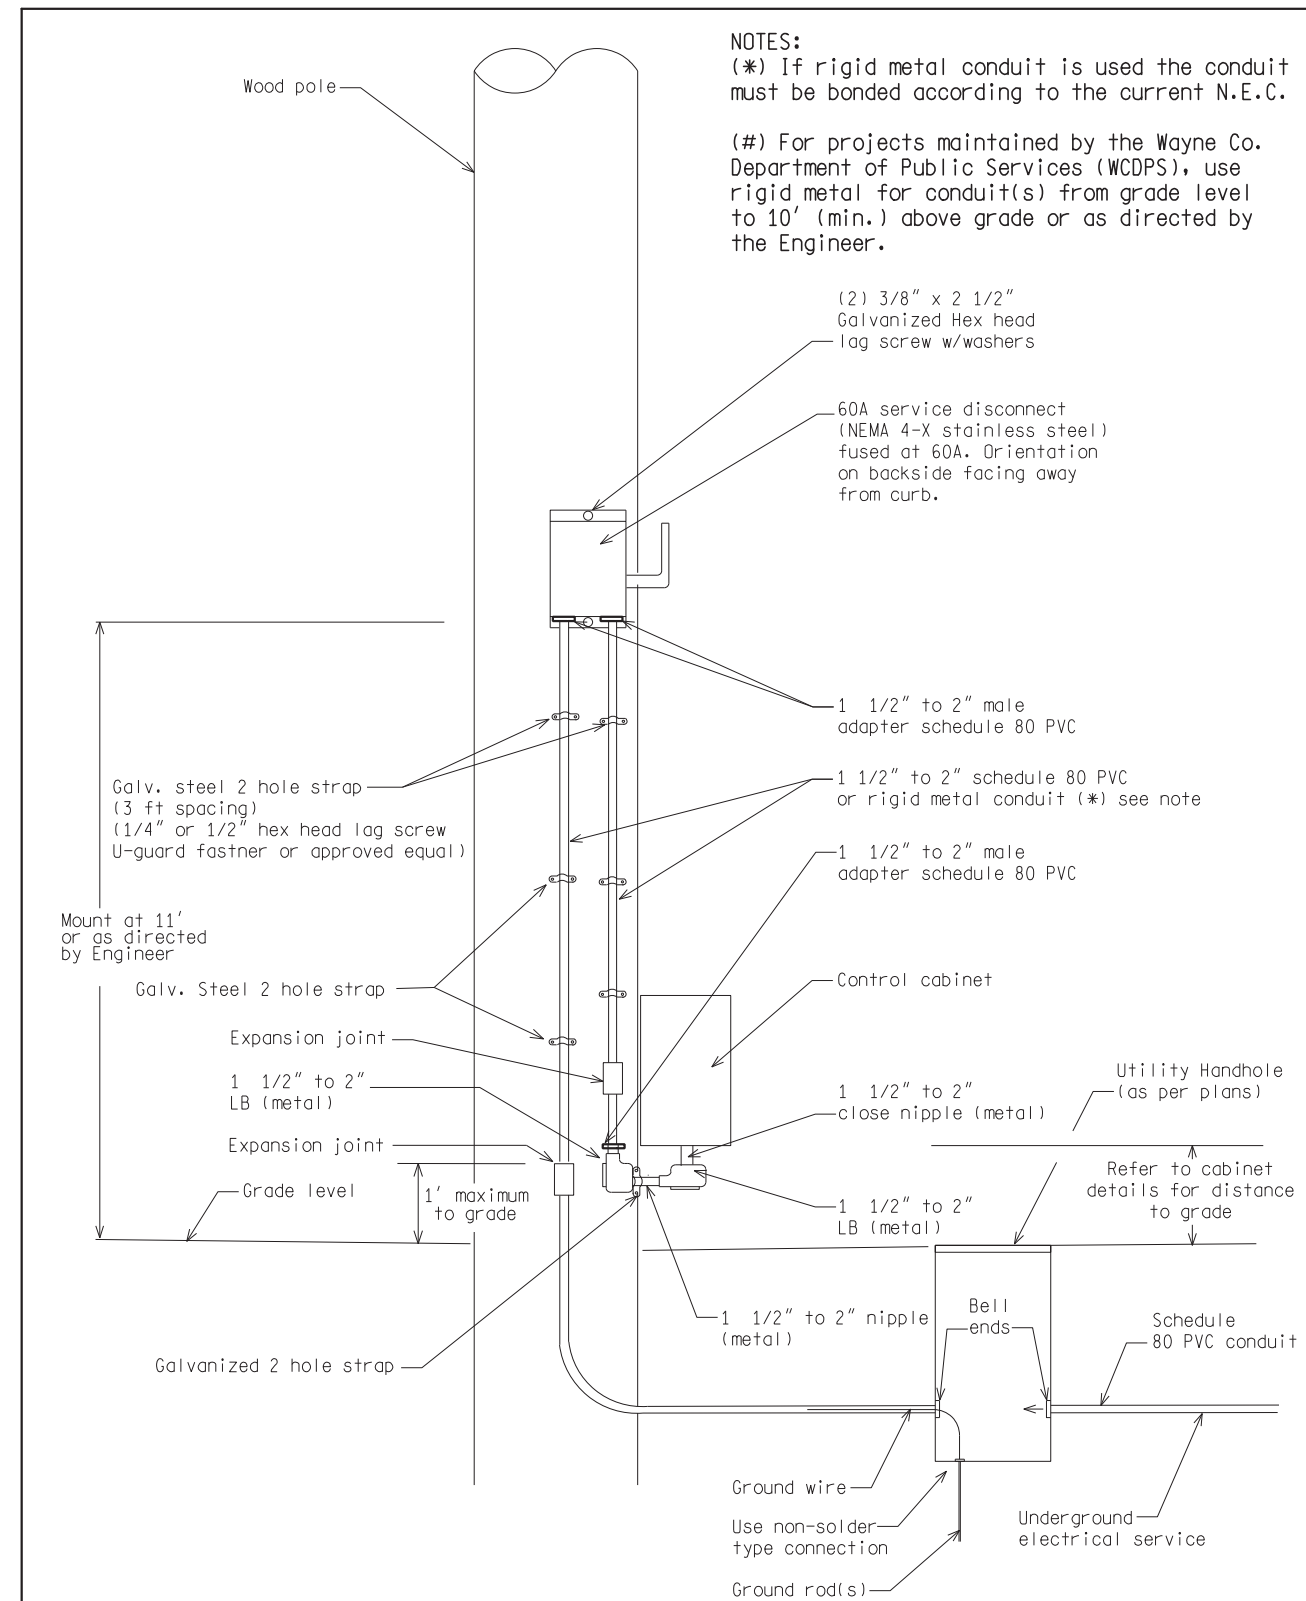 NOTES:
(*) If rigid metal conduit is used the conduit
must be bonded according to the current N.E.C.
(#) For projects maintained by the Wayne Co.
Department of Public Services (WCDPS), use
rigid metal for conduit(s) from grade level
to 10' (min.) above grade or as directed by
the Engineer.
Wood pole
(2) 3/8" x 2 1/2"
Galvanized Hex head
lag screw w/washers
60A service disconnect
(NEMA 4-X stainless steel)
fused at 60A. Orientation
on backside facing away
from curb.
1 1/2" to 2" male
adapter schedule 80 PVC
Galv. steel 2 hole strap
(3 ft spacing)
(1/4" or 1/2" hex head lag screw
U-guard fastner or approved equal)
1 1/2" to 2" schedule 80 PVC
or rigid metal conduit (*) see note
1 1/2" to 2" male
adapter schedule 80 PVC
Mount at 11'
or as directed
by Engineer
Galv. Steel 2 hole strap
Control cabinet
Expansion joint
1 1/2" to 2"
LB (metal)
1 1/2" to 2"
close nipple (metal)
Utility Handhole
(as per plans)
Expansion joint
Grade level
1' maximum
to grade
Refer to cabinet
details for distance
to grade
1 1/2" to 2"
LB (metal)
1 1/2" to 2" nipple
(metal)
Bell
ends
Schedule
80 PVC conduit
Galvanized 2 hole strap
Ground wire
Use non-solder
type connection
Underground
electrical service
Ground rod(s)